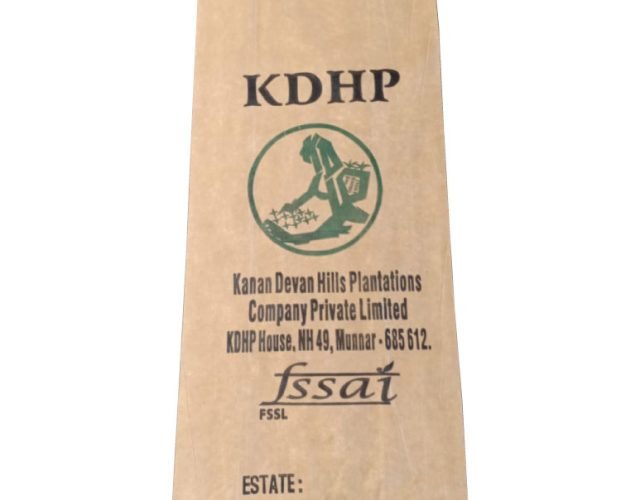 KDHP
Kanan Devan Hills Plantations
Company Private Limited
KDHP House, NH 49, Munnar - 685 612.
fssai
FSSL
ESTATE :